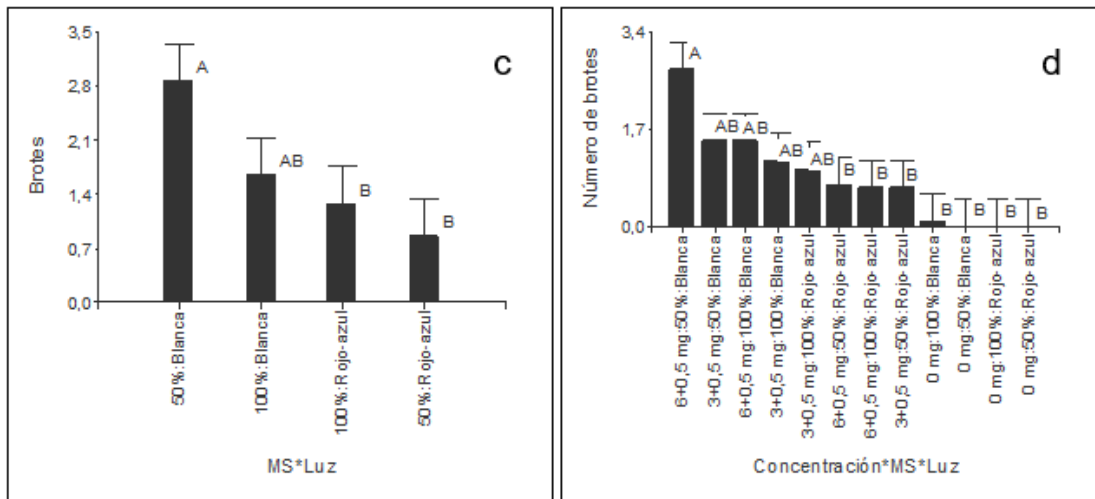 c
Brotes
3,5
2,8
2,1
1,4
0,7
0,0
A
AB
B
B
50%:Blanca
100%:Blanca
100%:Rojo-azul
50%:Rojo-azul
MS*Luz
d
Número de brotes
3,4
1,7
0,0
A
AB
AB
AB
AB
B
B
B
B
B
B
B
6+0,5 mg:50%:Blanca
3+0,5 mg:50%:Blanca
6+0,5 mg:100%:Blanca
3+0,5 mg:100%:Blanca
3+0,5 mg:100%:Rojo-azul
6+0,5 mg:50%:Rojo-azul
6+0,5 mg:100%:Rojo-azul
3+0,5 mg:50%:Rojo-azul
0 mg:100%:Blanca
0 mg:50%:Blanca
0 mg:100%:Rojo-azul
0 mg:50%:Rojo-azul
Concentración*MS*Luz